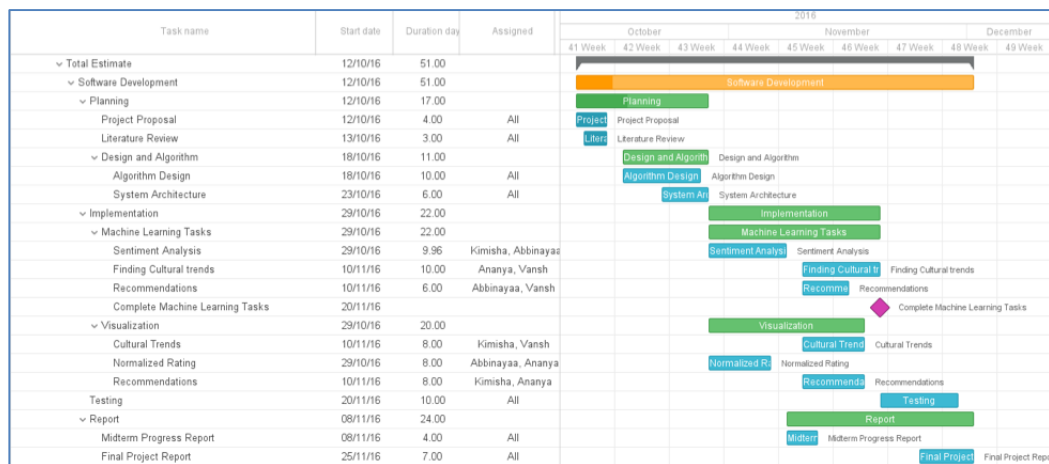 2016
Task name Start date Duration day Assigned October November December
41 Week 42 Week 43 Week 44 Week 45 Week 46 Week 47 Week 48 Week 49 Week
Total Estimate 12/10/16 51.00
Software Development 12/10/16 51.00 Software Development
Planning 12/10/16 17.00 Planning
Project Proposal 12/10/16 4.00 All Project Project Proposal
Literature Review 13/10/16 3.00 All Litera Literature Review
Design and Algorithm 18/10/16 11.00 Design and Algorith Design and Algorithm
Algorithm Design 18/10/16 10.00 All Algorithm Design Algorithm Design
System Architecture 23/10/16 6.00 All System An System Architecture
Implementation 29/10/16 22.00 Implementation
Machine Learning Tasks 29/10/16 22.00 Machine Learning Tasks
Sentiment Analysis 29/10/16 9.96 Kimisha, Abbinayaa Sentiment Analysi Sentiment Analysis
Finding Cultural trends 10/11/16 10.00 Ananya, Vansh Finding Cultural tr Finding Cultural trends
Recommendations 10/11/16 6.00 Abbinayaa, Vansh Recomme Recommendations
Complete Machine Learning Tasks 20/11/16 Complete Machine Learning Tasks
Visualization 29/10/16 20.00 Visualization
Cultural Trends 10/11/16 8.00 Kimisha, Vansh Cultural Trend Cultural Trends
Normalized Rating 29/10/16 8.00 Abbinayaa, Ananya Normalized Ra Normalized Rating
Recommendations 10/11/16 8.00 Kimisha, Ananya Recommenda Recommendations
Testing 20/11/16 10.00 All Testing
Report 08/11/16 24.00 Report
Midterm Progress Report 08/11/16 4.00 All Midterm Midterm Progress Report
Final Project Report 25/11/16 7.00 All Final Project Final Project Repo